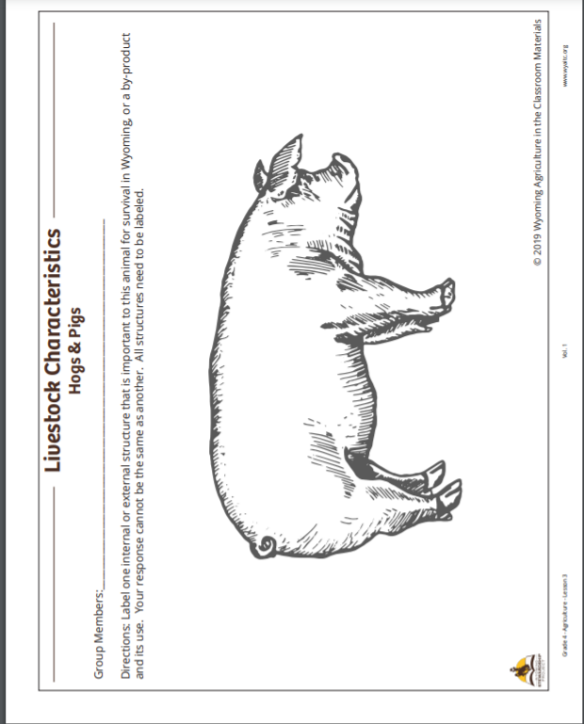 Livestock Characteristics
Hogs & Pigs
Group Members:
Directions: Label one internal or external structure that is important to this animal for survival in Wyoming, or a by-product
and its use. Your response cannot be the same as another. All structures need to be labeled.
© 2019 Wyoming Agriculture in the Classroom Materials
Grade 4 - Agriculture - Lesson 3
Vol. 1
www.wyaitc.org